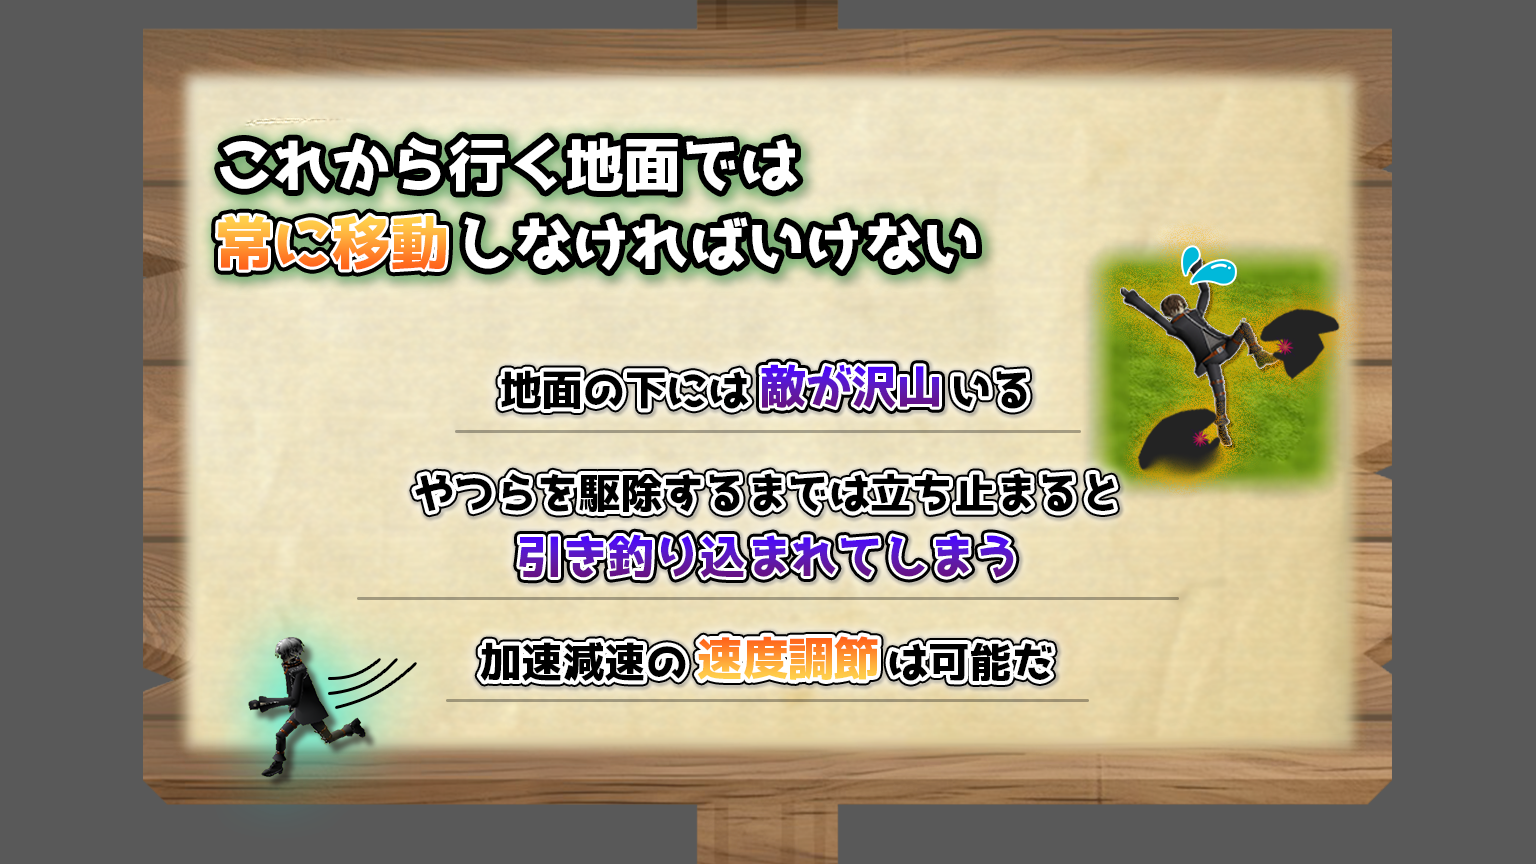 これから行く地面では
常に移動しなければいけない
地面の下には敵が沢山いる
やつらを駆除するまでは立ち止まると
引き釣り込まれてしまう
加速減速の速度調節は可能だ